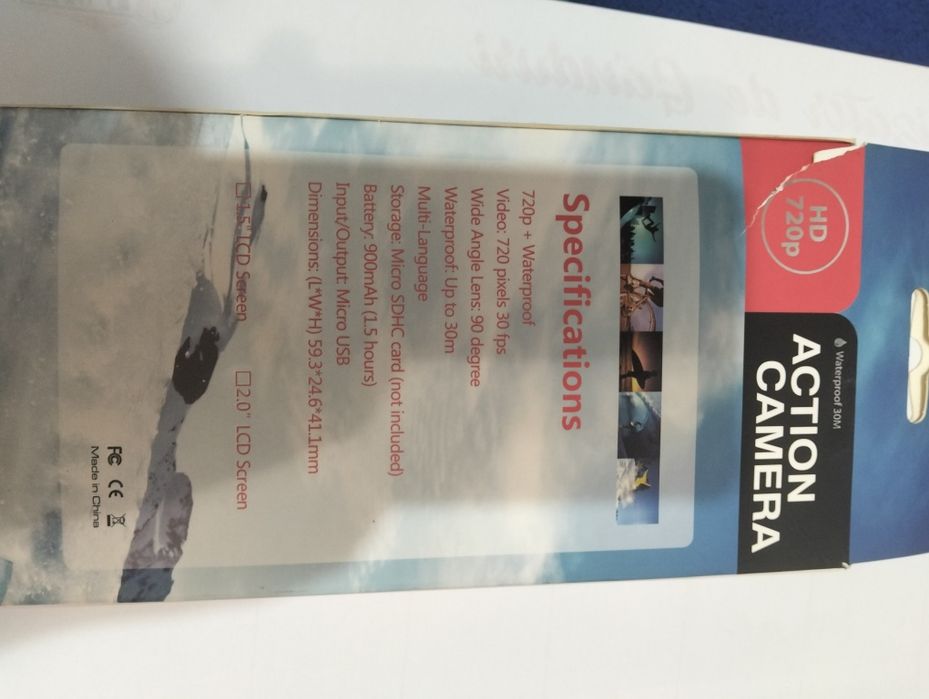 HD
720p
Waterproof 30M
ACTION
CAMERA
Specifications
720p + Waterproof
Video: 720 pixels 30 fps
Wide Angle Lens: 90 degree
Waterproof: Up to 30m
Multi-Language
Storage: Micro SDHC card (not included)
Battery: 900mAh (1.5 hours)
Input/Output: Micro USB
Dimensions: (L*W*H) 59.3*24.6*41.1mm
1.5" LCD Screen 2.0" LCD Screen
FC CE
Made in China